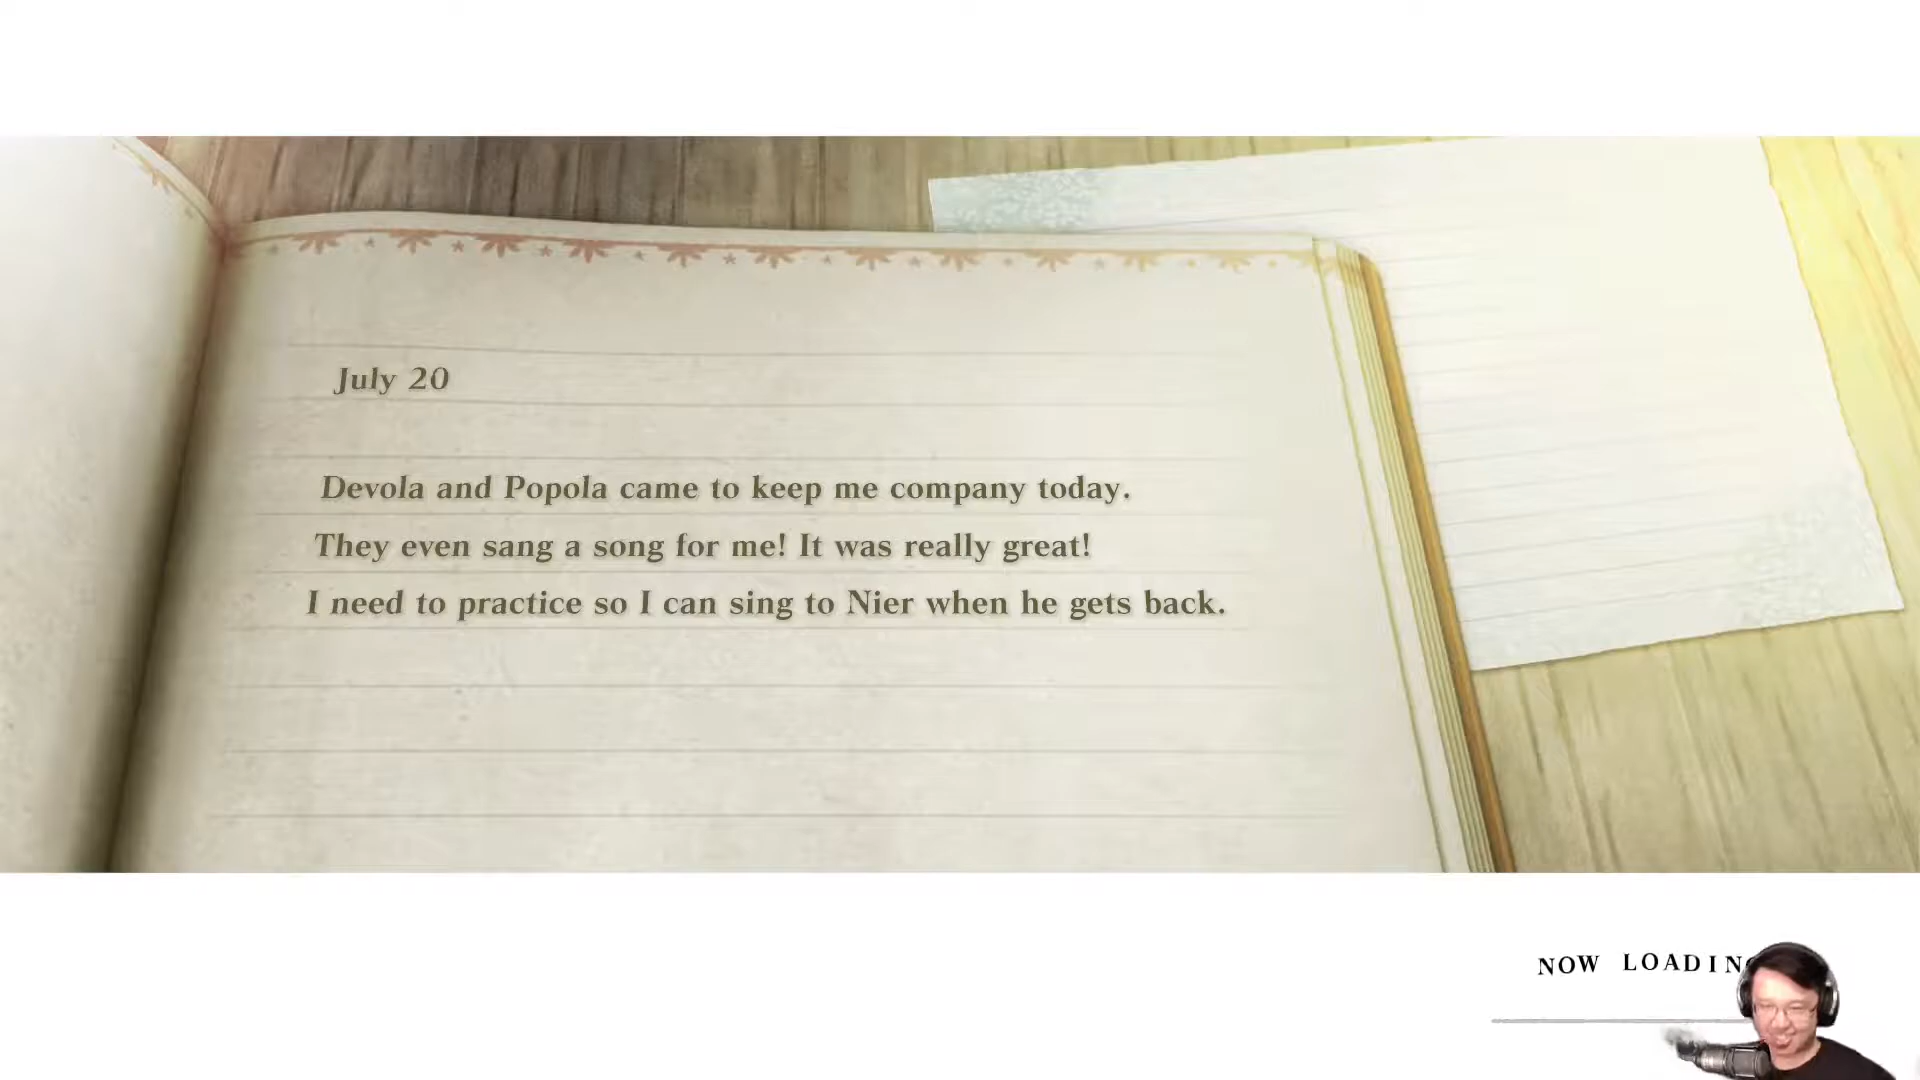 July 20
Devola and Popola came to keep me company today.
They even sang a song for me! It was really great!
I need to practice so I can sing to Nier when he gets back.
NOW LOADING